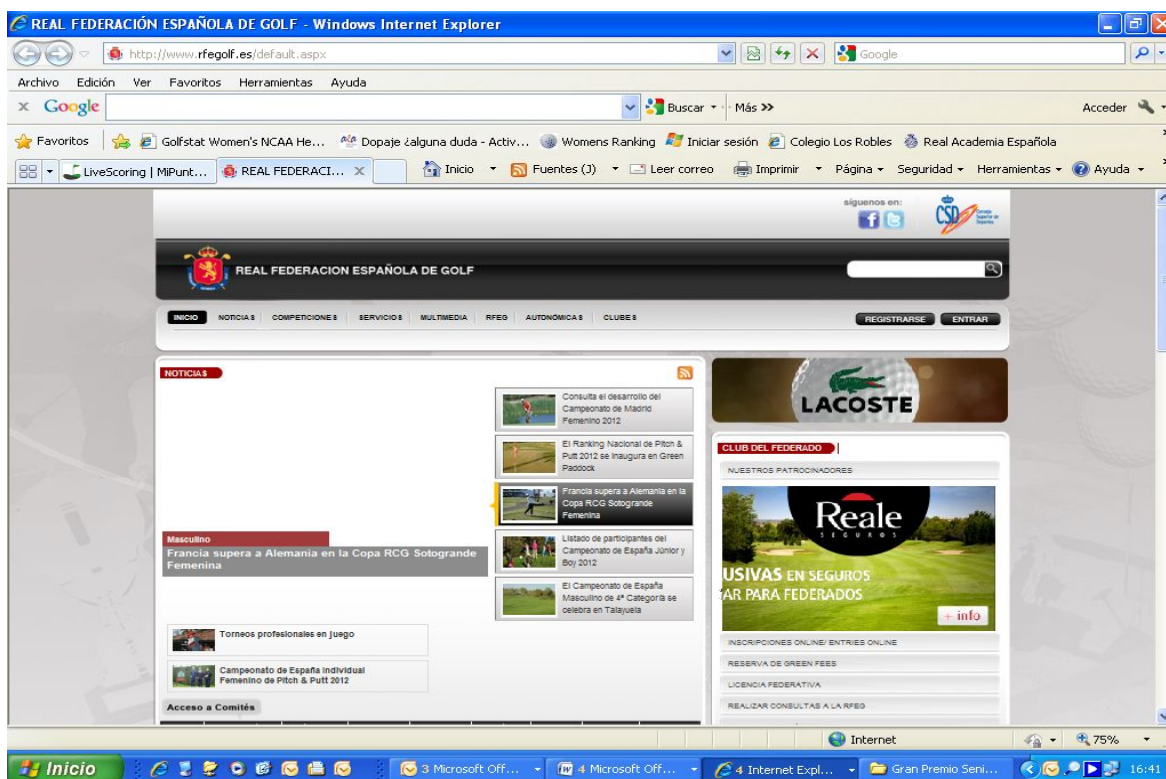 REAL FEDERACIÓN ESPAÑOLA DE GOLF - Windows Internet Explorer
http://www.rfegolf.es/default.aspx
Google
Archivo Edición Ver Favoritos Herramientas Ayuda
x Google Buscar Más >> Acceder
Favoritos Golfstat Women's NCAA He... Dopaje ¿alguna duda - Activ... Womens Ranking Iniciar sesión Colegio Los Robles Real Academia Española
LiveScoring | MiPunt... REAL FEDERACI... X Inicio Fuentes (J) Leer correo Imprimir Página Seguridad Herramientas Ayuda
síguenos en:
CSD
REAL FEDERACION ESPAÑOLA DE GOLF
INICIO NOTICIAS COMPETICIONES SERVICIOS MULTIMEDIA RFEG AUTONÓMICAS CLUBES REGISTRARSE ENTRAR
NOTICIAS
Consulta el desarrollo del
Campeonato de Madrid
Femenino 2012
El Ranking Nacional de Pitch &
Putt 2012 se inaugura en Green
Paddock
Francia supera a Alemania en la
Copa RCG Sotogrande
Femenina
Listado de participantes del
Campeonato de España Júnior y
Boy 2012
El Campeonato de España
Masculino de 4ª Categoría se
celebra en Talayuela
Masculino
Francia supera a Alemania en la Copa RCG Sotogrande
Femenina
Torneos profesionales en juego
Campeonato de España Individual
Femenino de Pitch & Putt 2012
Acceso a Comités
LACOSTE
CLUB DEL FEDERADO
NUESTROS PATROCINADORES
Reale
SEGUROS
USIVAS EN SEGUROS
AR PARA FEDERADOS
+ info
INSCRIPCIONES ONLINE/ ENTRIES ONLINE
RESERVA DE GREEN FEES
LICENCIA FEDERATIVA
REALIZAR CONSULTAS A LA RFEG
Internet 75%
Inicio 3 Microsoft Off... 4 Microsoft Off... 4 Internet Expl... Gran Premio Seni... 16:41